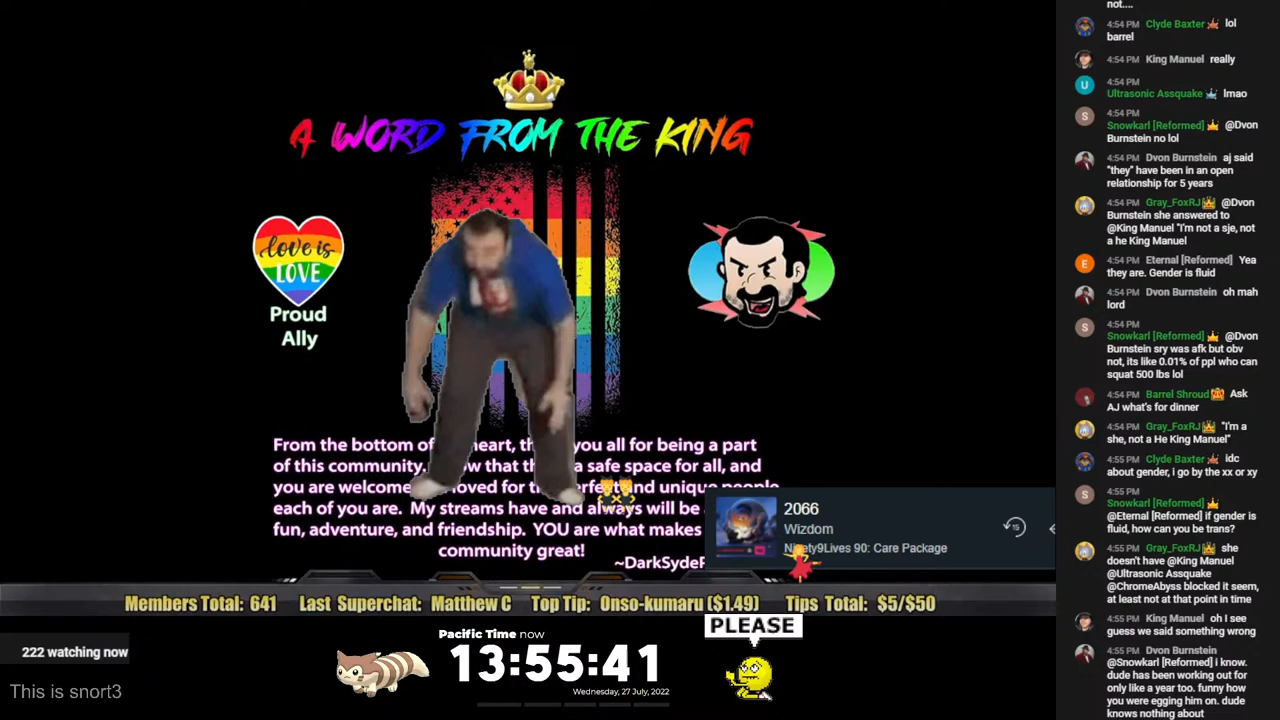 A WORD FROM THE KING
love is
LOVE
Proud
Ally
From the bottom of heart, you all for being a part
of this community. that a safe space for all, and
you are welcome loved for and unique people
each of you are. My streams have and always will be
fun, adventure, and friendship. YOU are what makes
community great!
2066
Wizdom
Ninety9Lives 90: Care Package
15
Members Total: 641
Last Superchat: Matthew C
Top Tip: Onso-kumaru ($1.49)
Tips Total: $5/$50
222 watching now
This is snort3
Pacific Time now
13:55:41
Wednesday, 27 July, 2022
PLEASE
not....
4:54 PM Clyde Baxter lol
barrel
4:54 PM King Manuel really
U
4:54 PM
Ultrasonic Assquake lmao
S
4:54 PM
Snowkarl [Reformed] @Dvon
Burnstein no lol
4:54 PM Dvon Burnstein aj said
"they" have been in an open
relationship for 5 years
4:54 PM Gray_FoxRJ @Dvon
Burnstein she answered to
@King Manuel "I'm not a sje, not
a he King Manuel"
E
4:54 PM Eternal [Reformed] Yea
they are. Gender is fluid
4:54 PM Dvon Burnstein oh mah
lord
S
4:54 PM
Snowkarl [Reformed] @Dvon
Burnstein sry was afk but obv
not, its like 0.01% of ppl who can
squat 500 lbs lol
4:54 PM Barrel Shroud Ask
AJ what's for dinner
4:54 PM Gray_FoxRJ "I'm a
she, not a He King Manuel"
4:55 PM Clyde Baxter idc
about gender, i go by the xx or xy
S
4:55 PM
Snowkarl [Reformed]
@Eternal [Reformed] if gender is
fluid, how can you be trans?
4:55 PM Gray_FoxRJ she
doesn't have @King Manuel
@Ultrasonic Assquake
@ChromeAbyss blocked it seem,
at least not at that point in time
4:55 PM King Manuel oh I see
guess we said something wrong
4:55 PM Dvon Burnstein
@Snowkarl [Reformed] i know.
dude has been working out for
only like a year too. funny how
you were egging him on. dude
knows nothing about